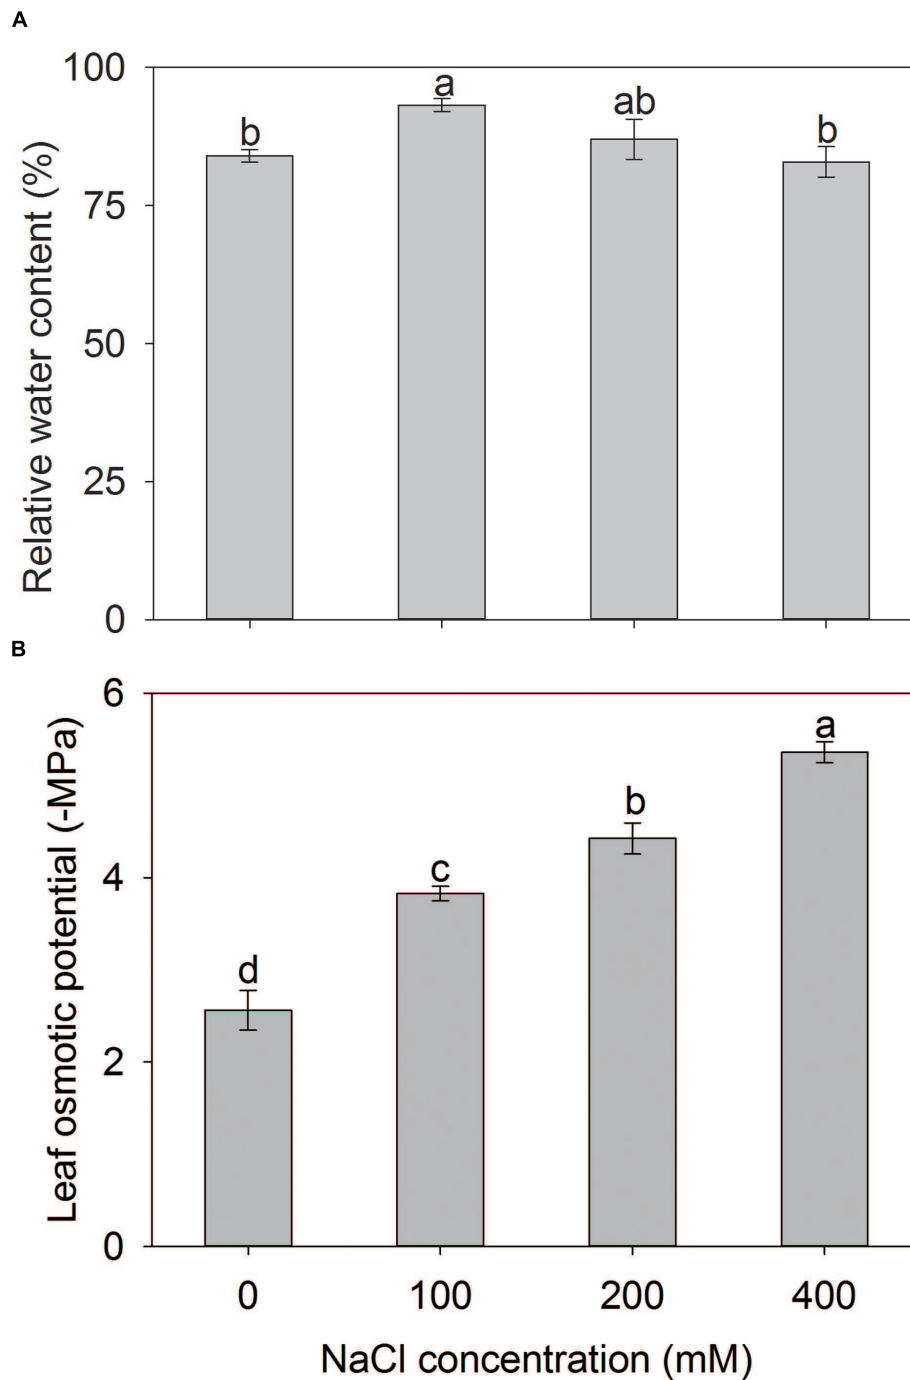 A
Relative water content (%)
100
75
50
25
0
b
a
ab
b
B
Leaf osmotic potential (-MPa)
6
4
2
0
d
c
b
a
0 100 200 400
NaCl concentration (mM)